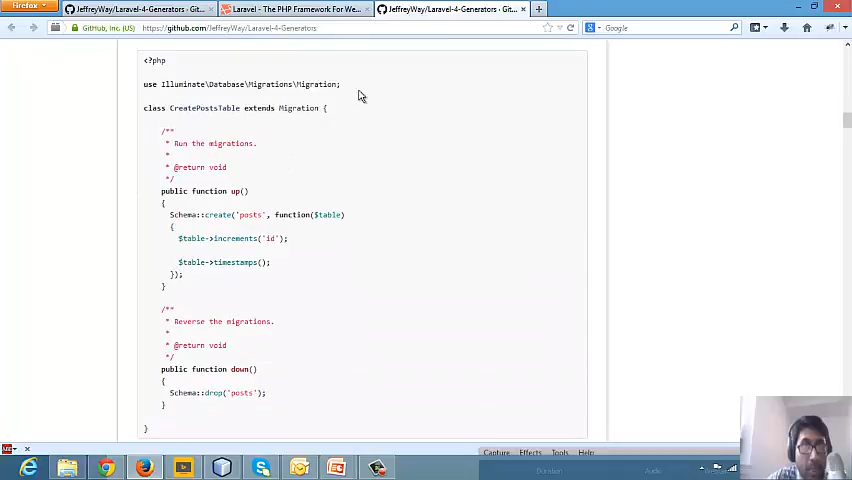 Firefox
JeffreyWay/Laravel-4-Generators · Git...
Laravel - The PHP Framework For We...
JeffreyWay/Laravel-4-Generators · Git...
GitHub, Inc. (US)
https://github.com/JeffreyWay/Laravel-4-Generators
Google
<?php
use Illuminate\Database\Migrations\Migration;
class CreatePostsTable extends Migration {
/**
* Run the migrations.
*
* @return void
*/
public function up()
{
Schema::create('posts', function($table)
{
$table->increments('id');
$table->timestamps();
});
}
/**
* Reverse the migrations.
*
* @return void
*/
public function down()
{
Schema::drop('posts');
}
}
Capture Effects Tools Help
Duration Audio